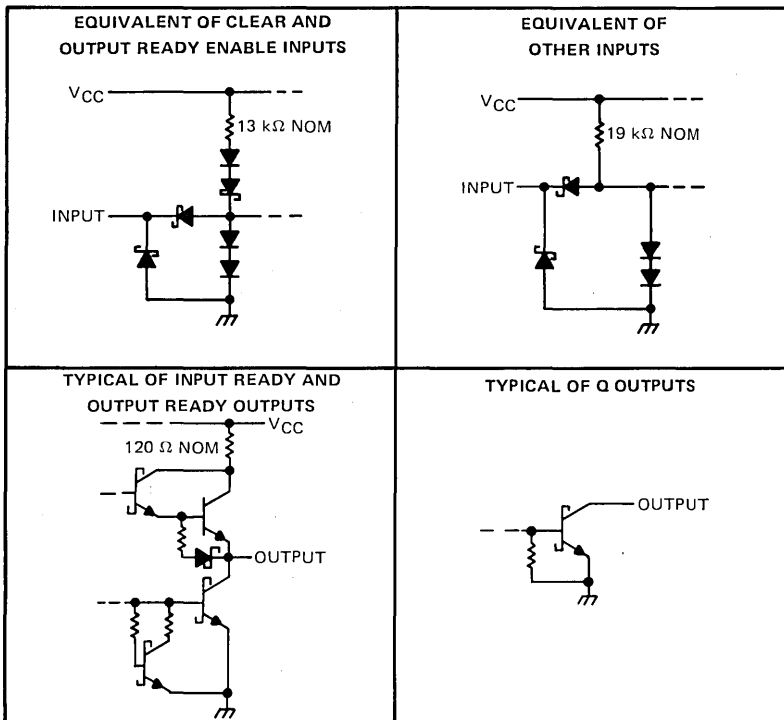 EQUIVALENT OF CLEAR AND
OUTPUT READY ENABLE INPUTS
VCC
13 kΩ NOM
INPUT
EQUIVALENT OF
OTHER INPUTS
VCC
19 kΩ NOM
INPUT
TYPICAL OF INPUT READY AND
OUTPUT READY OUTPUTS
VCC
120 Ω NOM
OUTPUT
TYPICAL OF Q OUTPUTS
OUTPUT